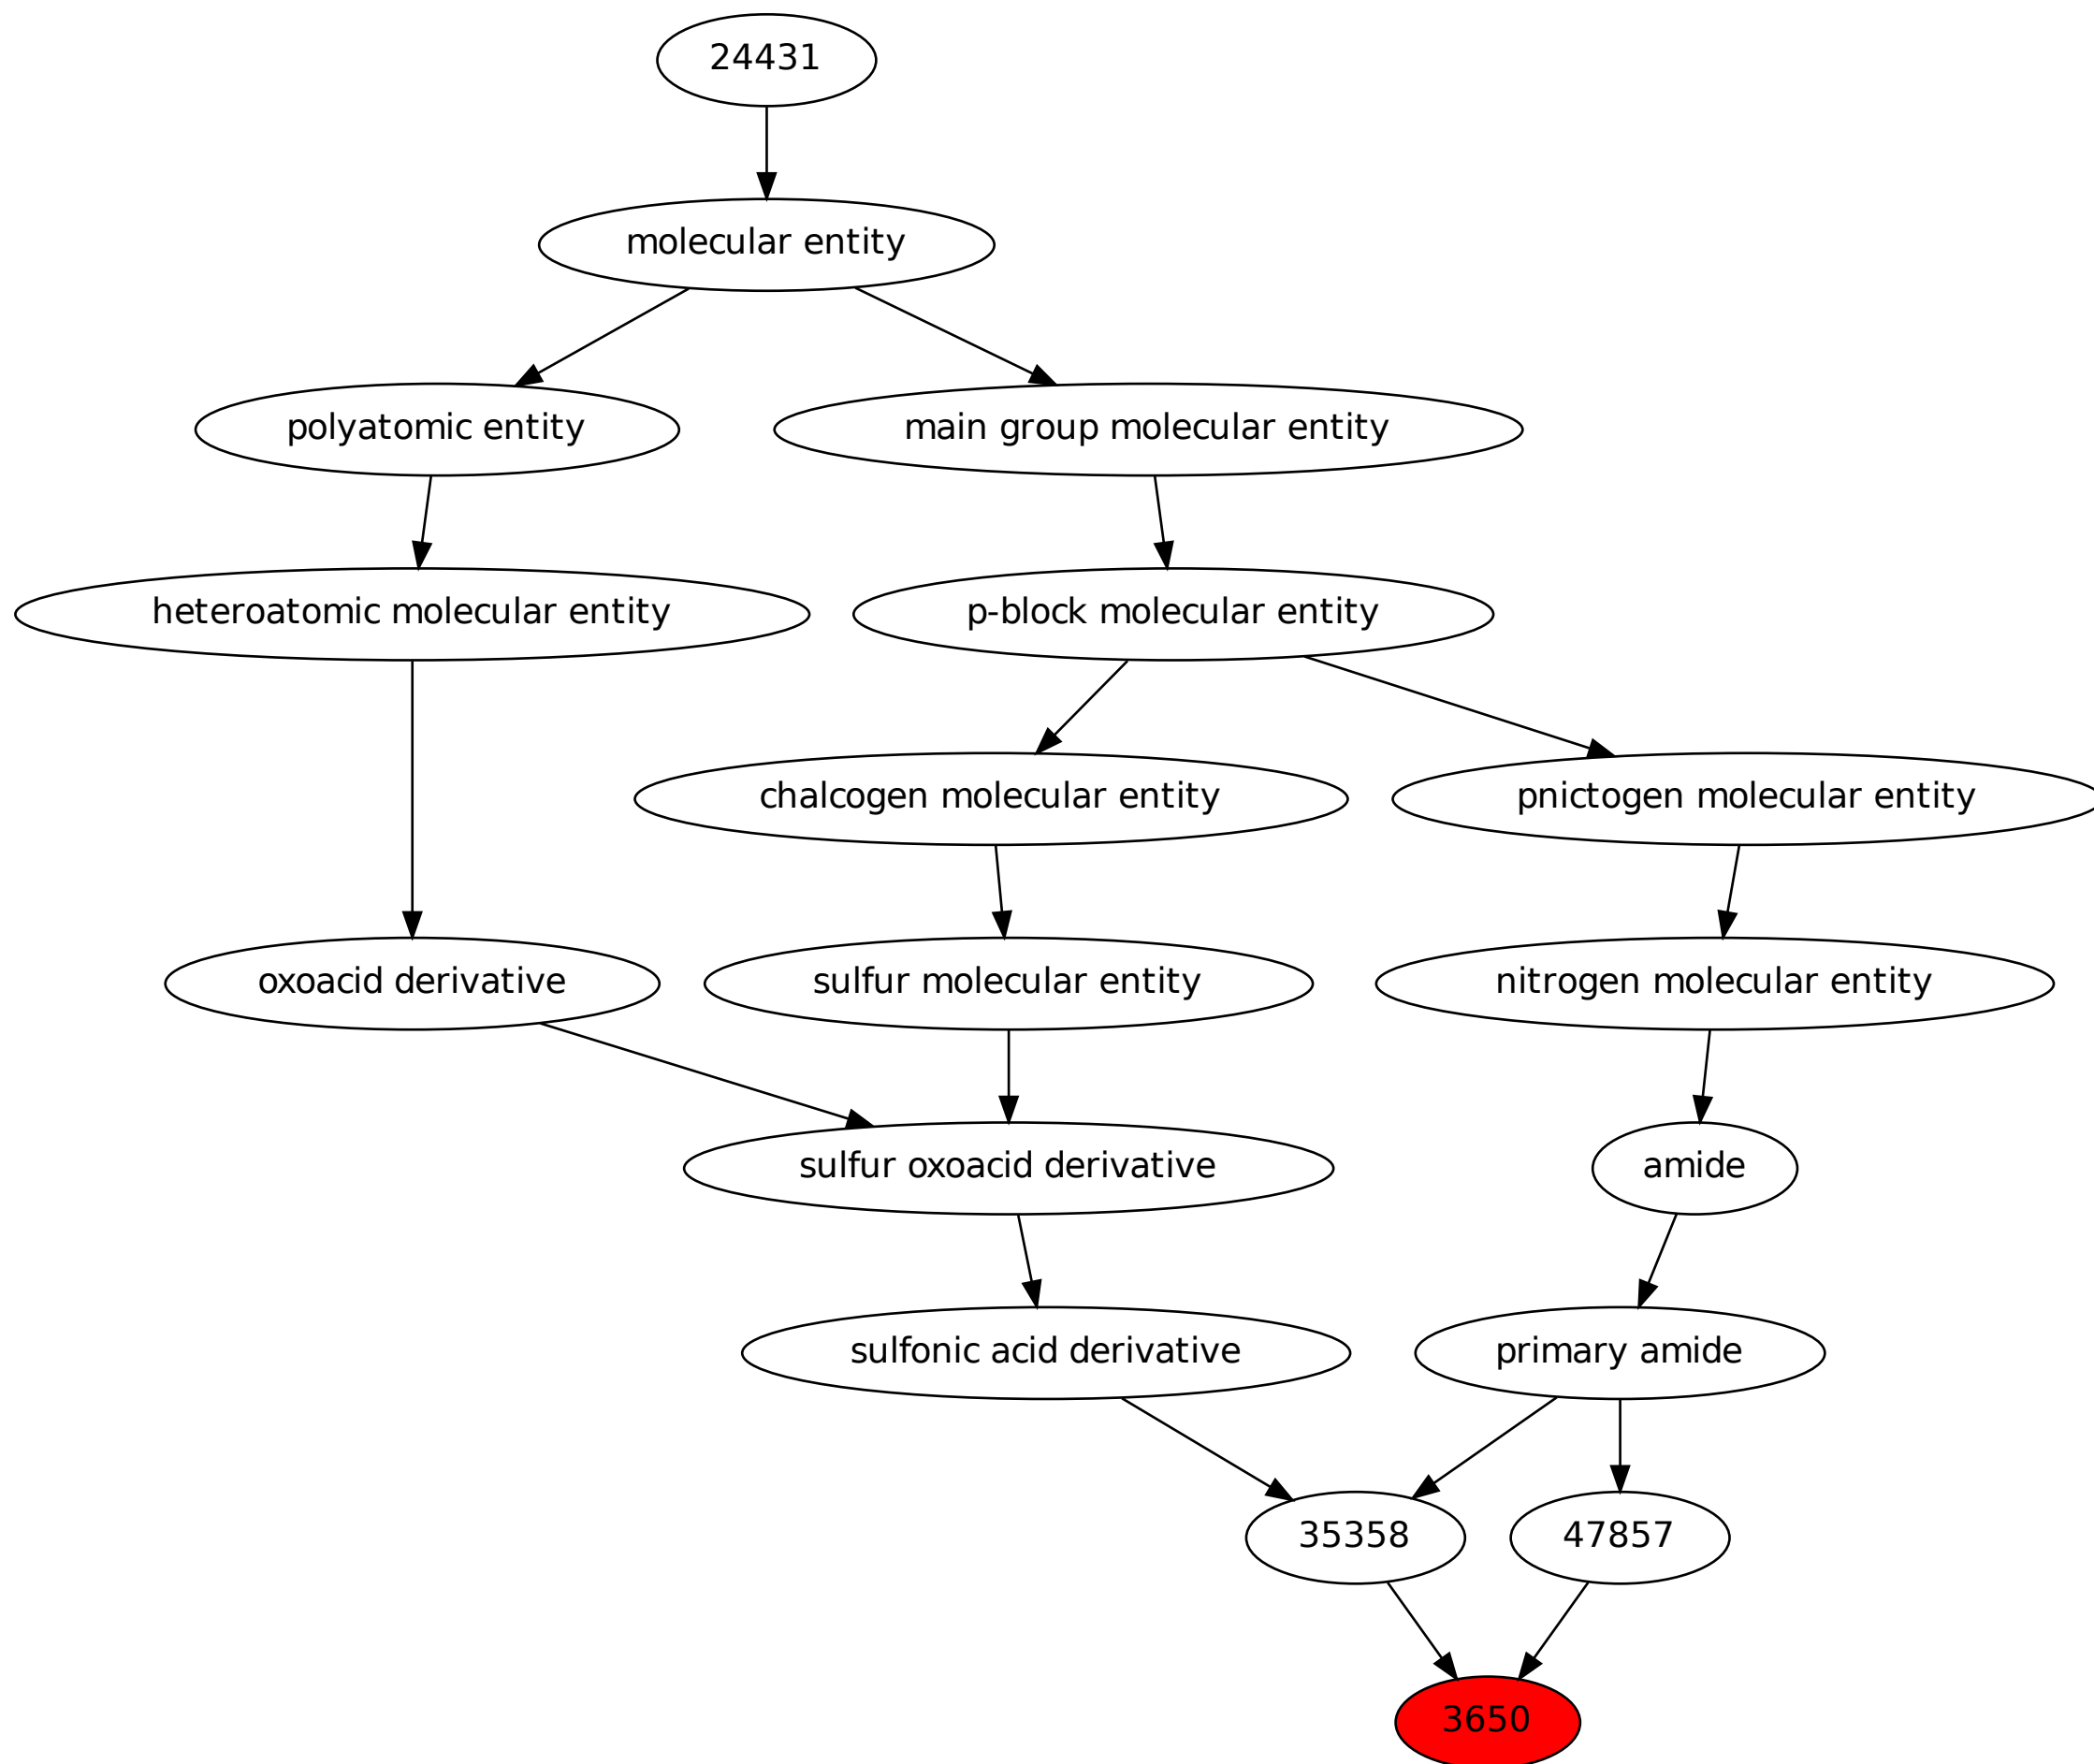 24431
molecular entity
polyatomic entity
main group molecular entity
heteroatomic molecular entity
p-block molecular entity
chalcogen molecular entity
pnictogen molecular entity
oxoacid derivative
sulfur molecular entity
nitrogen molecular entity
sulfur oxoacid derivative
amide
sulfonic acid derivative
primary amide
35358
47857
3650